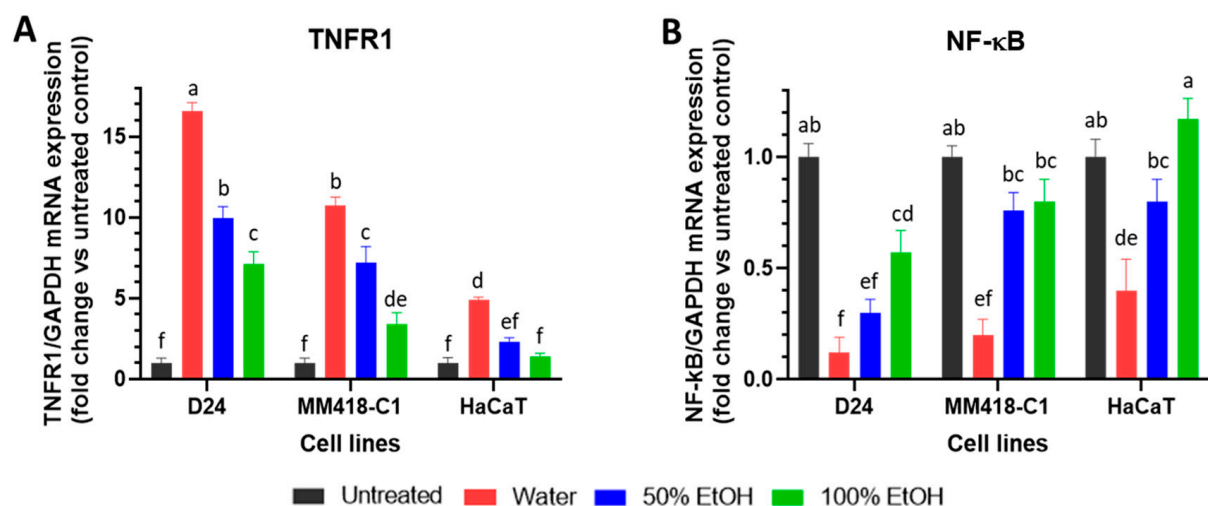 A
TNFR1
TNFR1/GAPDH mRNA expression
(fold change vs untreated control)
15
10
5
0
f
a
b
c
f
b
c
de
f
d
ef
f
D24
MM418-C1
HaCaT
Cell lines
B
NF-κB
NF-kB/GAPDH mRNA expression
(fold change vs untreated control)
1.0
0.5
0.0
ab
f
ef
cd
ab
ef
bc
bc
ab
de
bc
a
D24
MM418-C1
HaCaT
Cell lines
Untreated
Water
50% EtOH
100% EtOH